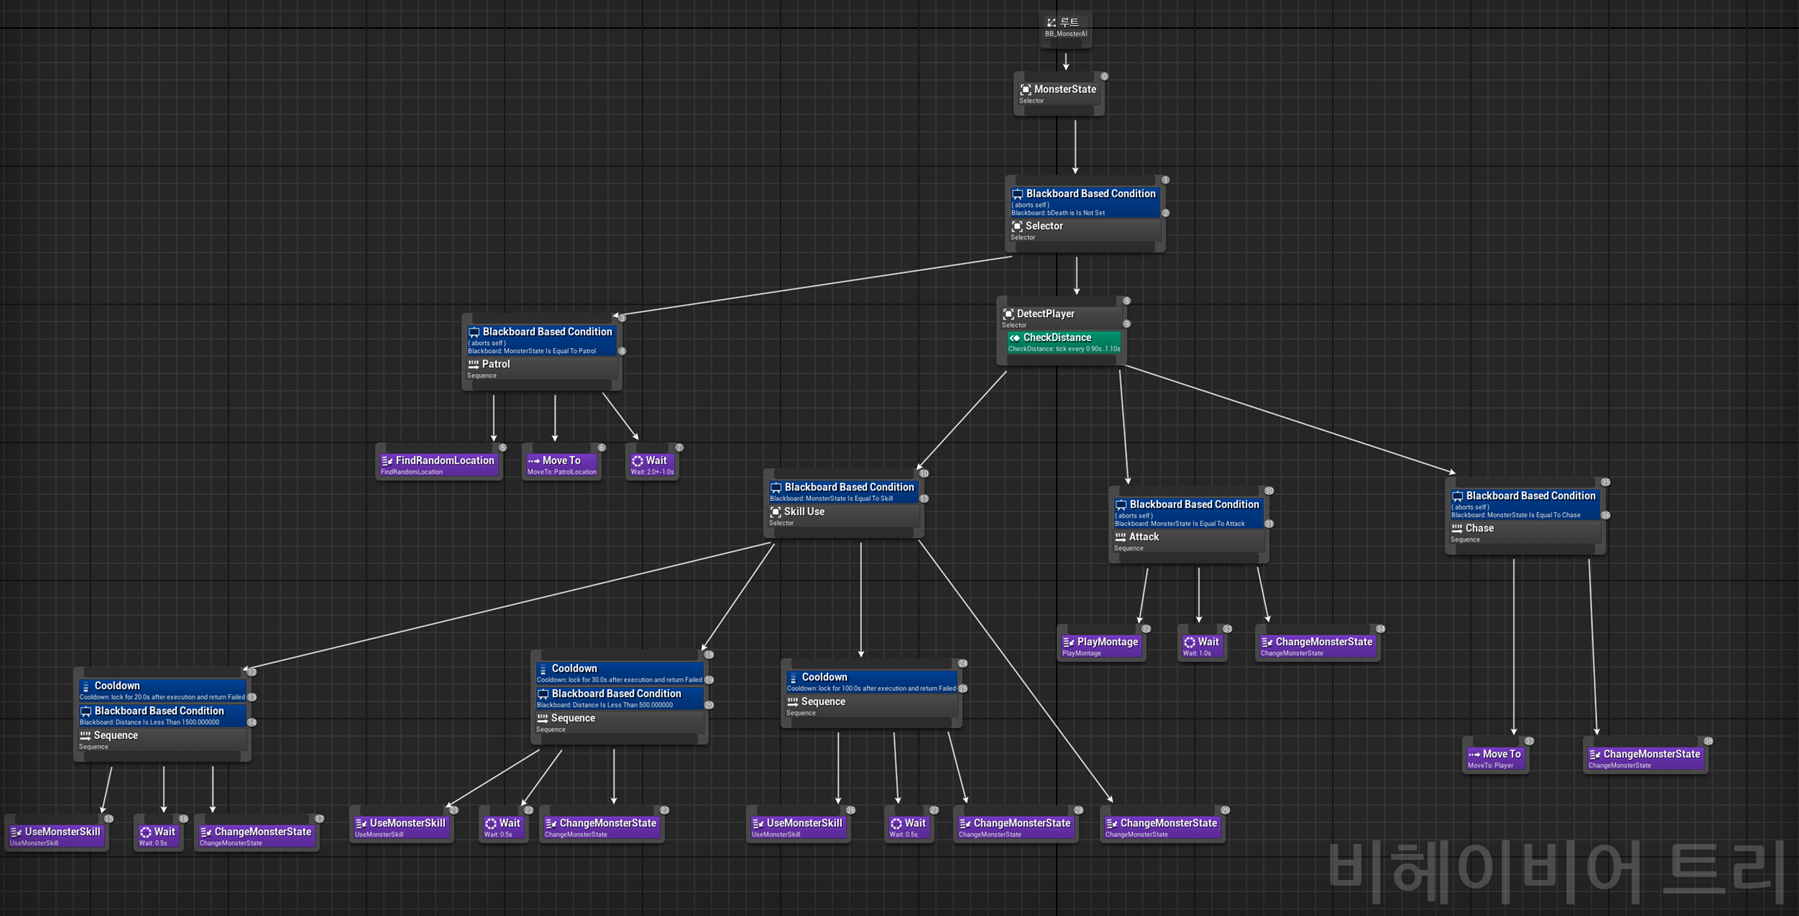 루트
BB_MonsterAI
MonsterState
Selector
Blackboard Based Condition
( aborts self )
Blackboard: bDeath is Is Not Set
Selector
Selector
Blackboard Based Condition
( aborts self )
Blackboard: MonsterState Is Equal To Patrol
Patrol
Sequence
DetectPlayer
Selector
CheckDistance
CheckDistance: tick every 0.90s..1.10s
FindRandomLocation
FindRandomLocation
Move To
MoveTo: PatrolLocation
Wait
Wait: 2.0+-1.0s
Blackboard Based Condition
Blackboard: MonsterState Is Equal To Skill
Skill Use
Selector
Blackboard Based Condition
( aborts self )
Blackboard: MonsterState Is Equal To Attack
Attack
Sequence
Blackboard Based Condition
( aborts self )
Blackboard: MonsterState Is Equal To Chase
Chase
Sequence
PlayMontage
PlayMontage
Wait
Wait: 1.0s
ChangeMonsterState
ChangeMonsterState
Cooldown
Cooldown: lock for 20.0s after execution and return Failed
Blackboard Based Condition
Blackboard: Distance Is Less Than 1500.000000
Sequence
Sequence
Cooldown
Cooldown: lock for 30.0s after execution and return Failed
Blackboard Based Condition
Blackboard: Distance Is Less Than 500.000000
Sequence
Sequence
Cooldown
Cooldown: lock for 100.0s after execution and return Failed
Sequence
Sequence
Move To
MoveTo: Player
ChangeMonsterState
ChangeMonsterState
UseMonsterSkill
UseMonsterSkill
Wait
Wait: 0.5s
ChangeMonsterState
ChangeMonsterState
UseMonsterSkill
UseMonsterSkill
Wait
Wait: 0.5s
ChangeMonsterState
ChangeMonsterState
UseMonsterSkill
UseMonsterSkill
Wait
Wait: 0.5s
ChangeMonsterState
ChangeMonsterState
ChangeMonsterState
ChangeMonsterState
비헤이비어 트리